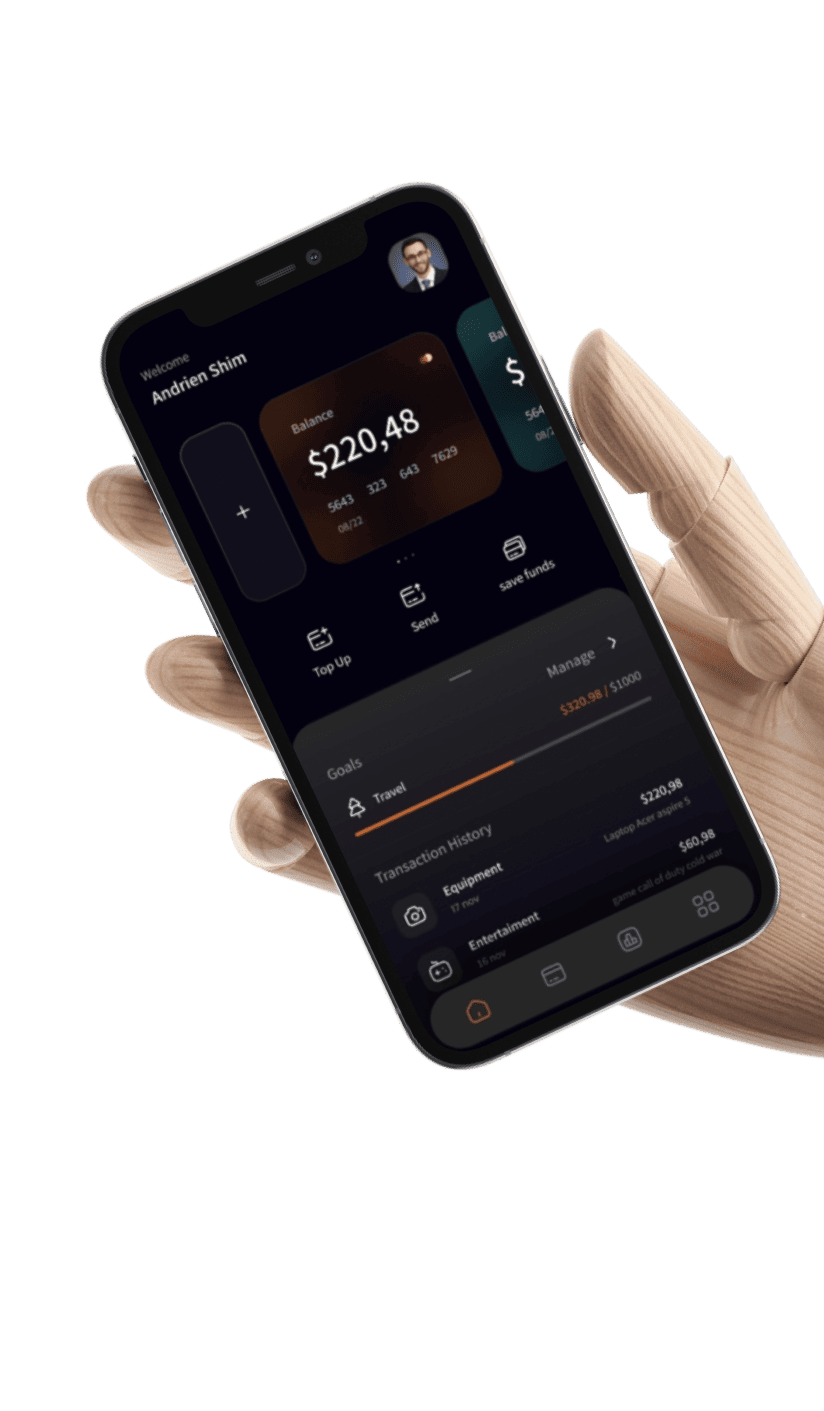 Welcome
Andrien Shim
+
Balance
$220,48
5643 323 643 7629
08/22
$
564
08/2
Top Up
Send
save funds
Manage >
Goals
$320.98 / $1000
Travel
Transaction History
Equipment
17 nov
$220,98
Laptop Acer aspire 5
Entertaiment
16 nov
$60,98
game call of duty cold war